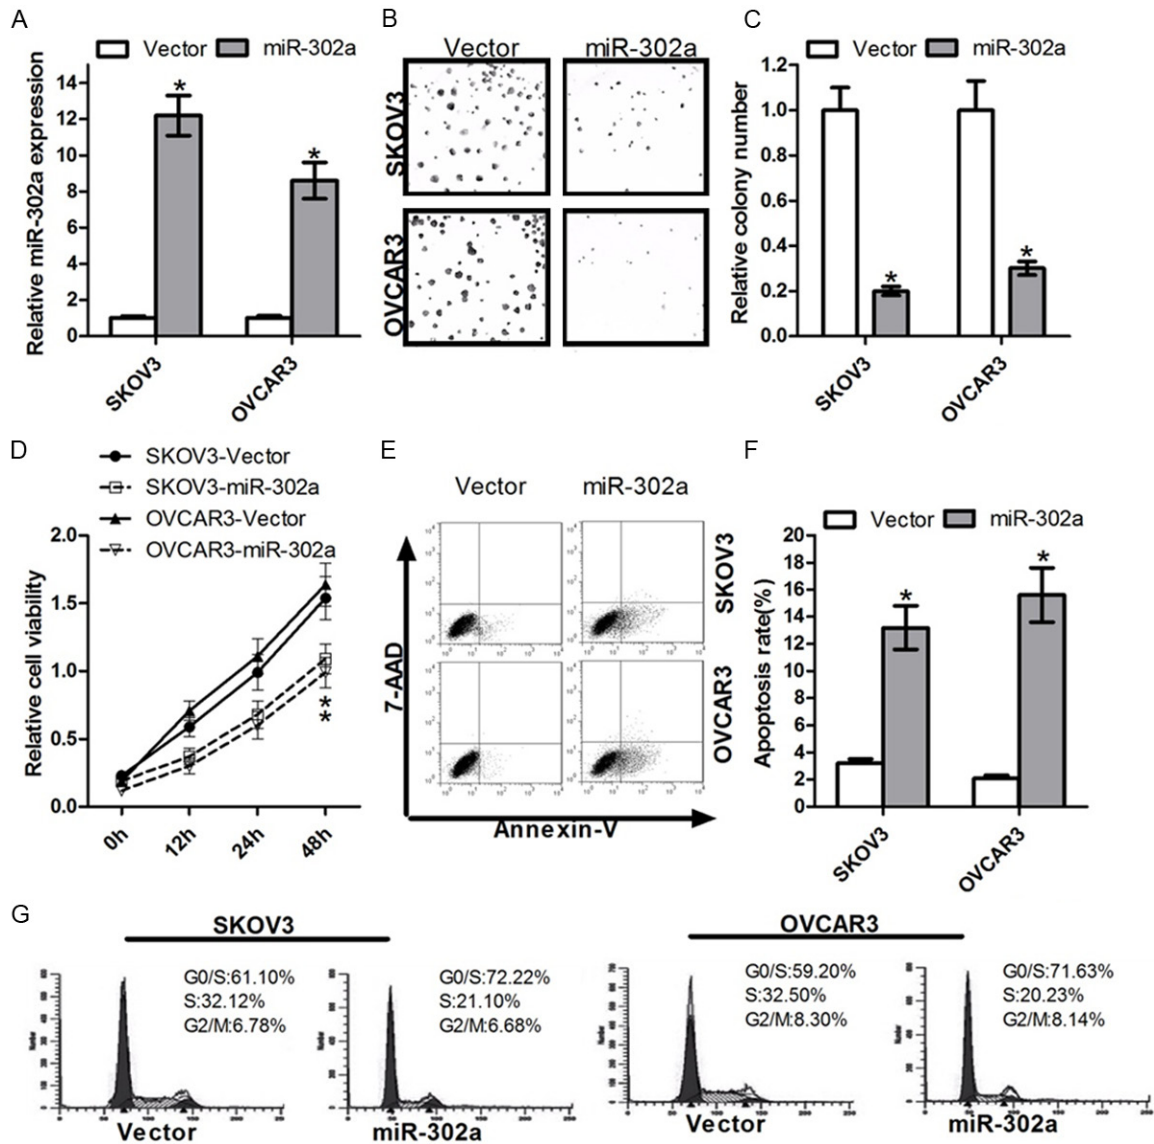 A
Vector
miR-302a
Relative miR-302a expression
14
12
10
8
6
4
2
0
SKOV3
OVCAR3
B
Vector
miR-302a
SKOV3
OVCAR3
C
Vector
miR-302a
Relative colony number
1.2
1.0
0.8
0.6
0.4
0.2
0.0
SKOV3
OVCAR3
*
*
*
*
D
SKOV3-Vector
SKOV3-miR-302a
OVCAR3-Vector
OVCAR3-miR-302a
Relative cell viability
2.0
1.5
1.0
0.5
0.0
0h
12h
24h
48h
*
*
E
Vector
miR-302a
SKOV3
OVCAR3
7-AAD
Annexin-V
F
Vector
miR-302a
Apoptosis rate(%)
20
18
16
14
12
10
8
6
4
2
0
*
*
SKOV3
OVCAR3
G
SKOV3
G0/S:61.10%
S:32.12%
G2/M:6.78%
Vector
G0/S:72.22%
S:21.10%
G2/M:6.68%
miR-302a
OVCAR3
G0/S:59.20%
S:32.50%
G2/M:8.30%
Vector
G0/S:71.63%
S:20.23%
G2/M:8.14%
miR-302a
Number
Number
Number
Number